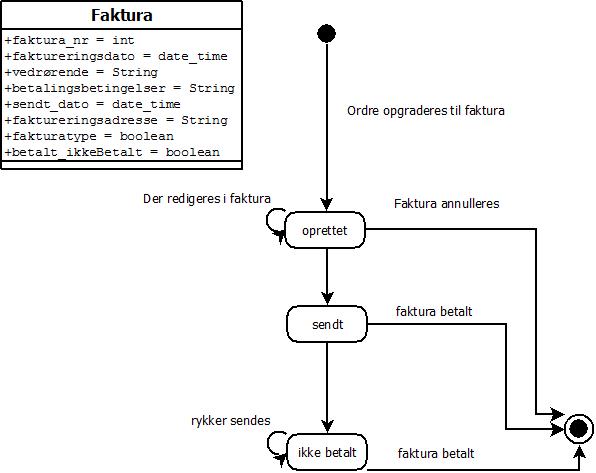 Faktura
+faktura_nr = int
+faktureringsdato = date_time
+vedrørende = String
+betalingsbetingelser = String
+sendt_dato = date_time
+faktureringsadresse = String
+fakturatype = boolean
+betalt_ikkeBetalt = boolean
Ordre opgraderes til faktura
Der redigeres i faktura
Faktura annulleres
oprettet
faktura betalt
sendt
rykker sendes
ikke betalt
faktura betalt